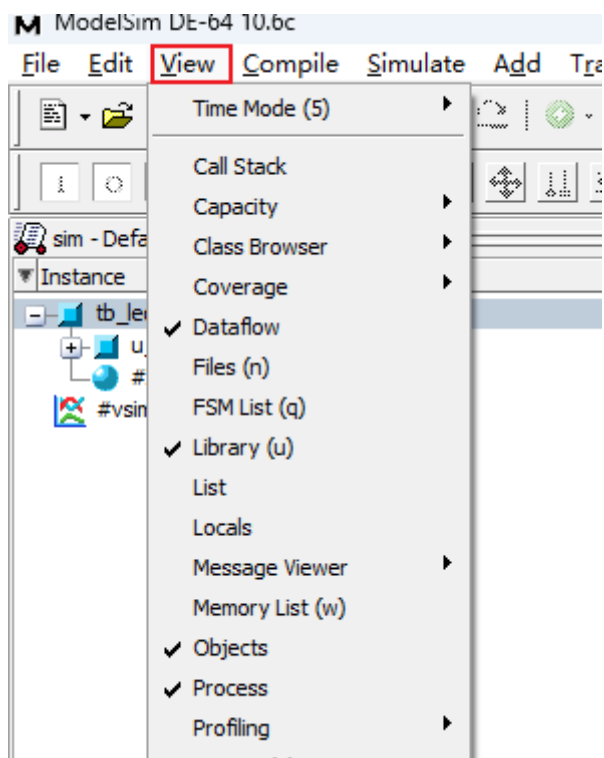 ModelSim DE-64 10.6c
File Edit View Compile Simulate Add Tra
Time Mode (5)
Call Stack
Capacity
sim - Defa
Class Browser
Instance
Coverage
tb_le
Dataflow
u_
Files (n)
#
#vsim
FSM List (q)
Library (u)
List
Locals
Message Viewer
Memory List (w)
Objects
Process
Profiling